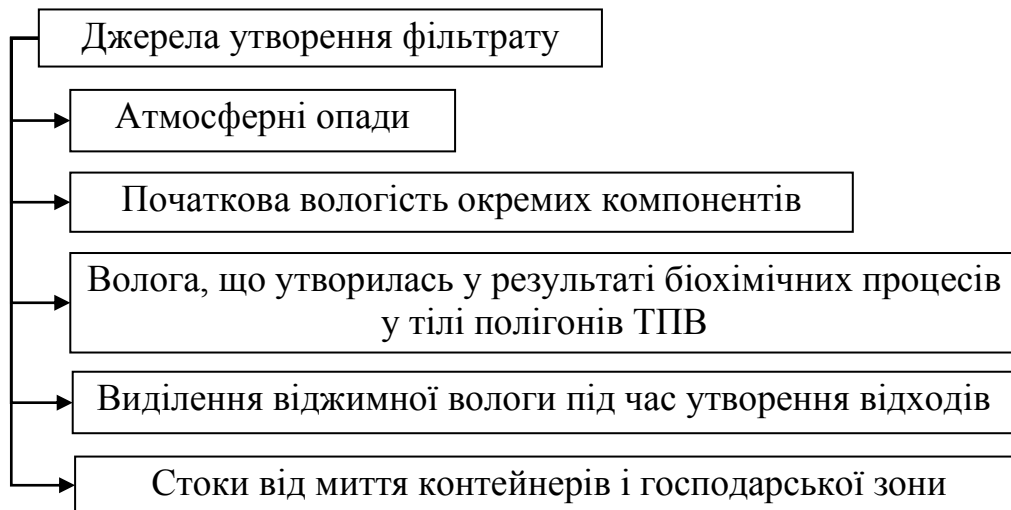 Джерела утворення фільтрату
Атмосферні опади
Початкова вологість окремих компонентів
Волога, що утворилась у результаті біохімічних процесів
у тілі полігонів ТПВ
Виділення віджимної вологи під час утворення відходів
Стоки від миття контейнерів і господарської зони